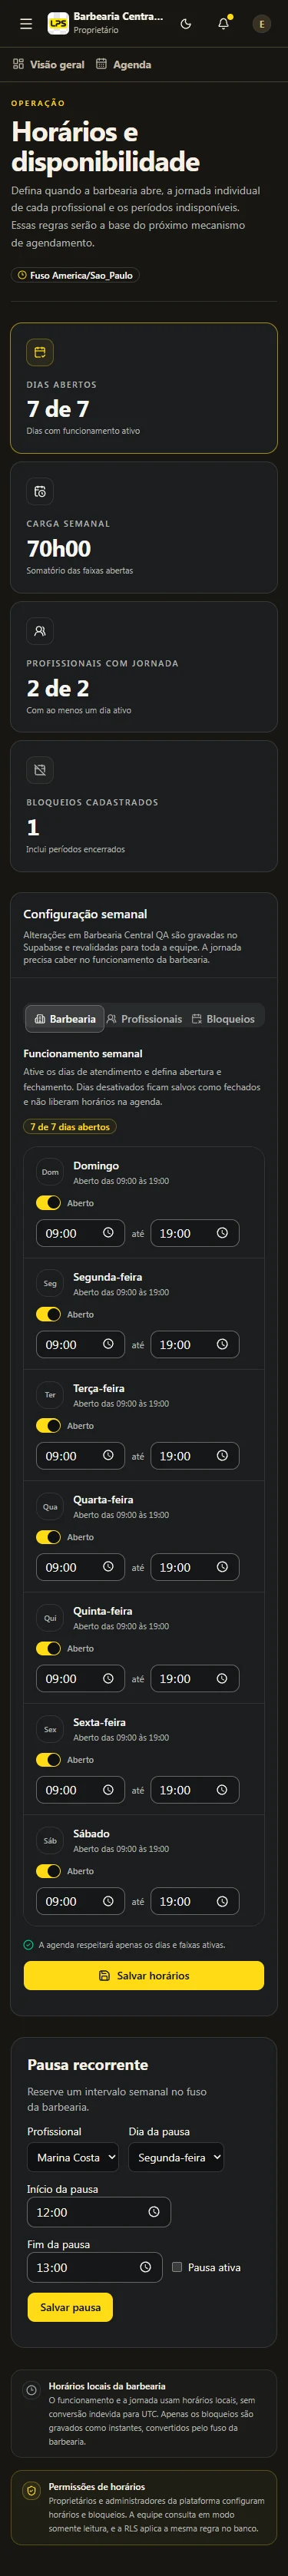 LPS
Barbearia Centra...
Proprietário
E
Visão geral
Agenda
OPERAÇÃO
Horários e
disponibilidade
Defina quando a barbearia abre, a jornada individual
de cada profissional e os períodos indisponíveis.
Essas regras serão a base do próximo mecanismo
de agendamento.
Fuso America/Sao_Paulo
DIAS ABERTOS
7 de 7
Dias com funcionamento ativo
CARGA SEMANAL
70h00
Somatório das faixas abertas
PROFISSIONAIS COM JORNADA
2 de 2
Com ao menos um dia ativo
BLOQUEIOS CADASTRADOS
1
Inclui períodos encerrados
Configuração semanal
Alterações em Barbearia Central QA são gravadas no
Supabase e revalidadas para toda a equipe. A jornada
precisa caber no funcionamento da barbearia.
Barbearia
Profissionais
Bloqueios
Funcionamento semanal
Ative os dias de atendimento e defina abertura e
fechamento. Dias desativados ficam salvos como fechados
e não liberam horários na agenda.
7 de 7 dias abertos
Dom
Domingo
Aberto das 09:00 às 19:00
Aberto
09:00 até 19:00
Seg
Segunda-feira
Aberto das 09:00 às 19:00
Aberto
09:00 até 19:00
Ter
Terça-feira
Aberto das 09:00 às 19:00
Aberto
09:00 até 19:00
Qua
Quarta-feira
Aberto das 09:00 às 19:00
Aberto
09:00 até 19:00
Qui
Quinta-feira
Aberto das 09:00 às 19:00
Aberto
09:00 até 19:00
Sex
Sexta-feira
Aberto das 09:00 às 19:00
Aberto
09:00 até 19:00
Sáb
Sábado
Aberto das 09:00 às 19:00
Aberto
09:00 até 19:00
A agenda respeitará apenas os dias e faixas ativas.
Salvar horários
Pausa recorrente
Reserve um intervalo semanal no fuso
da barbearia.
Profissional
Dia da pausa
Marina Costa
Segunda-feira
Início da pausa
12:00
Fim da pausa
13:00
Pausa ativa
Salvar pausa
Horários locais da barbearia
O funcionamento e a jornada usam horários locais, sem
conversão indevida para UTC. Apenas os bloqueios são
gravados como instantes, convertidos pelo fuso da
barbearia.
Permissões de horários
Proprietários e administradores da plataforma configuram
horários e bloqueios. A equipe consulta em modo
somente leitura, e a RLS aplica a mesma regra no banco.